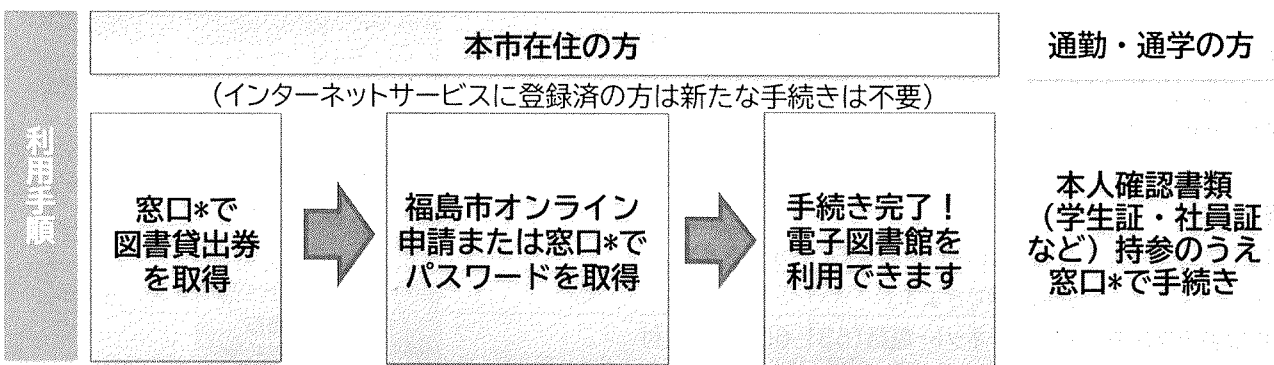 利用手順
本市在住の方
(インターネットサービスに登録済の方は新たな手続きは不要)
窓口*で
図書貸出券
を取得
福島市オンライン
申請または窓口*で
パスワードを取得
手続き完了!
電子図書館を
利用できます
通勤・通学の方
本人確認書類
(学生証・社員証
など)持参のうえ
窓口*で手続き